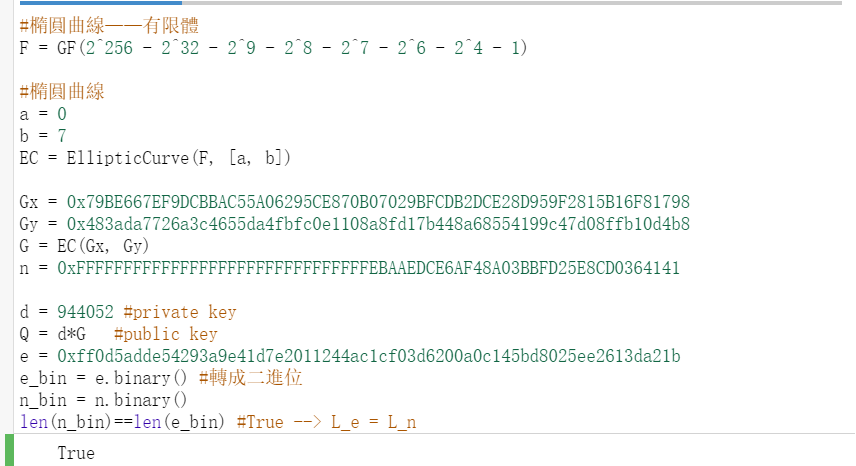 #橢圓曲線——有限體
F = GF(2^256 - 2^32 - 2^9 - 2^8 - 2^7 - 2^6 - 2^4 - 1)
#橢圓曲線
a = 0
b = 7
EC = EllipticCurve(F, [a, b])
Gx = 0x79BE667EF9DCBBAC55A06295CE870B07029BFCDB2DCE28D959F2815B16F81798
Gy = 0x483ada7726a3c4655da4fbfc0e1108a8fd17b448a68554199c47d08ffb10d4b8
G = EC(Gx, Gy)
n = 0xFFFFFFFFFFFFFFFFFFFFFFFFFFFFFFFEBAAEDCE6AF48A03BBFD25E8CD0364141
d = 944052 #private key
Q = d*G   #public key
e = 0xff0d5adde54293a9e41d7e2011244ac1cf03d6200a0c145bd8025ee2613da21b
e_bin = e.binary() #轉成二進位
n_bin = n.binary()
len(n_bin)==len(e_bin) #True --> L_e = L_n
True